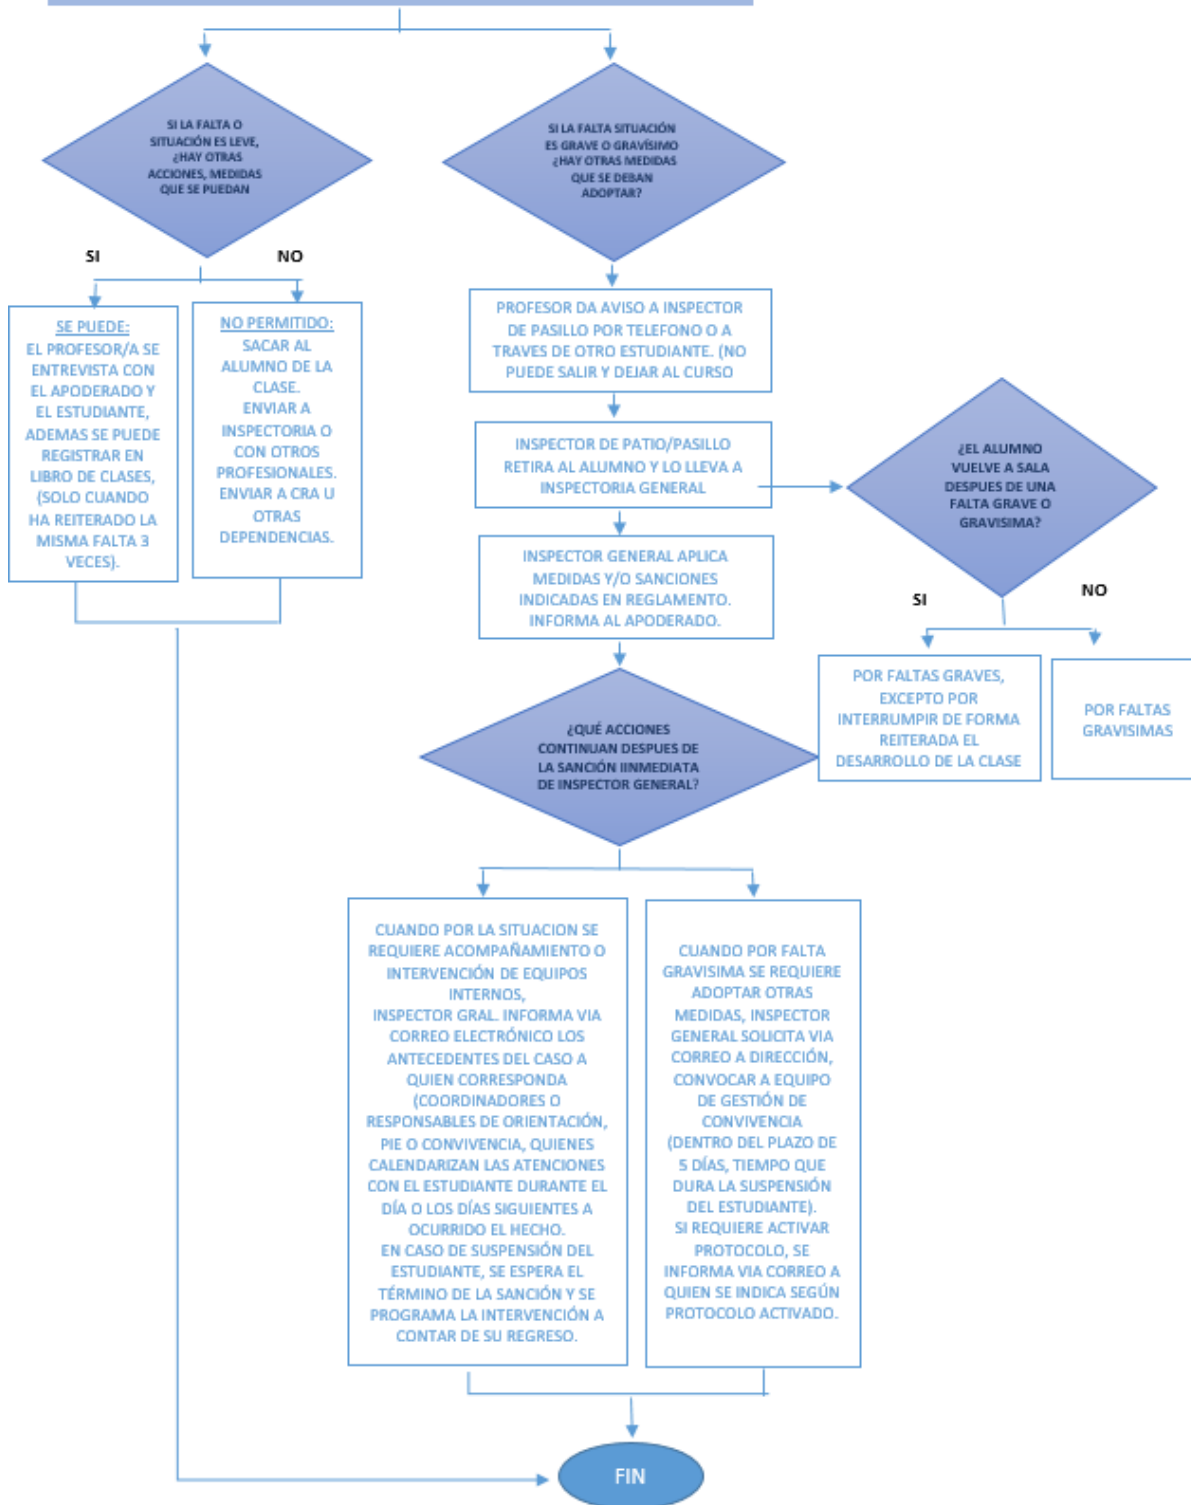 SI LA FALTA O
SITUACIÓN ES LEVE,
¿HAY OTRAS
ACCIONES, MEDIDAS
QUE SE PUEDAN
SI LA FALTA SITUACIÓN
ES GRAVE O GRAVÍSIMO
¿HAY OTRAS MEDIDAS
QUE SE DEBAN
ADOPTAR?
SI
NO
SE PUEDE:
EL PROFESOR/A SE
ENTREVISTA CON
EL APODERADO Y
EL ESTUDIANTE,
ADEMAS SE PUEDE
REGISTRAR EN
LIBRO DE CLASES,
(SOLO CUANDO
HA REITERADO LA
MISMA FALTA 3
VECES).
NO PERMITIDO:
SACAR AL
ALUMNO DE LA
CLASE.
ENVIAR A
INSPECTORIA O
CON OTROS
PROFESIONALES.
ENVIAR A CRA U
OTRAS
DEPENDENCIAS.
PROFESOR DA AVISO A INSPECTOR
DE PASILLO POR TELEFONO O A
TRAVES DE OTRO ESTUDIANTE. (NO
PUEDE SALIR Y DEJAR AL CURSO
INSPECTOR DE PATIO/PASILLO
RETIRA AL ALUMNO Y LO LLEVA A
INSPECTORIA GENERAL
¿EL ALUMNO
VUELVE A SALA
DESPUES DE UNA
FALTA GRAVE O
GRAVISIMA?
INSPECTOR GENERAL APLICA
MEDIDAS Y/O SANCIONES
INDICADAS EN REGLAMENTO.
INFORMA AL APODERADO.
SI
NO
POR FALTAS GRAVES,
EXCEPTO POR
INTERRUMPIR DE FORMA
REITERADA EL
DESARROLLO DE LA CLASE
POR FALTAS
GRAVISIMAS
¿QUÉ ACCIONES
CONTINUAN DESPUES DE
LA SANCIÓN IINMEDIATA
DE INSPECTOR GENERAL?
CUANDO POR LA SITUACION SE
REQUIERE ACOMPAÑAMIENTO O
INTERVENCIÓN DE EQUIPOS
INTERNOS,
INSPECTOR GRAL. INFORMA VIA
CORREO ELECTRÓNICO LOS
ANTECEDENTES DEL CASO A
QUIEN CORRESPONDA
(COORDINADORES O
RESPONSABLES DE ORIENTACIÓN,
PIE O CONVIVENCIA, QUIENES
CALENDARIZAN LAS ATENCIONES
CON EL ESTUDIANTE DURANTE EL
DÍA O LOS DÍAS SIGUIENTES A
OCURRIDO EL HECHO.
EN CASO DE SUSPENSIÓN DEL
ESTUDIANTE, SE ESPERA EL
TÉRMINO DE LA SANCIÓN Y SE
PROGRAMA LA INTERVENCIÓN A
CONTAR DE SU REGRESO.
CUANDO POR FALTA
GRAVISIMA SE REQUIERE
ADOPTAR OTRAS
MEDIDAS, INSPECTOR
GENERAL SOLICITA VIA
CORREO A DIRECCIÓN,
CONVOCAR A EQUIPO
DE GESTIÓN DE
CONVIVENCIA
(DENTRO DEL PLAZO DE
5 DÍAS, TIEMPO QUE
DURA LA SUSPENSIÓN
DEL ESTUDIANTE).
SI REQUIERE ACTIVAR
PROTOCOLO, SE
INFORMA VIA CORREO A
QUIEN SE INDICA SEGÚN
PROTOCOLO ACTIVADO.
FIN